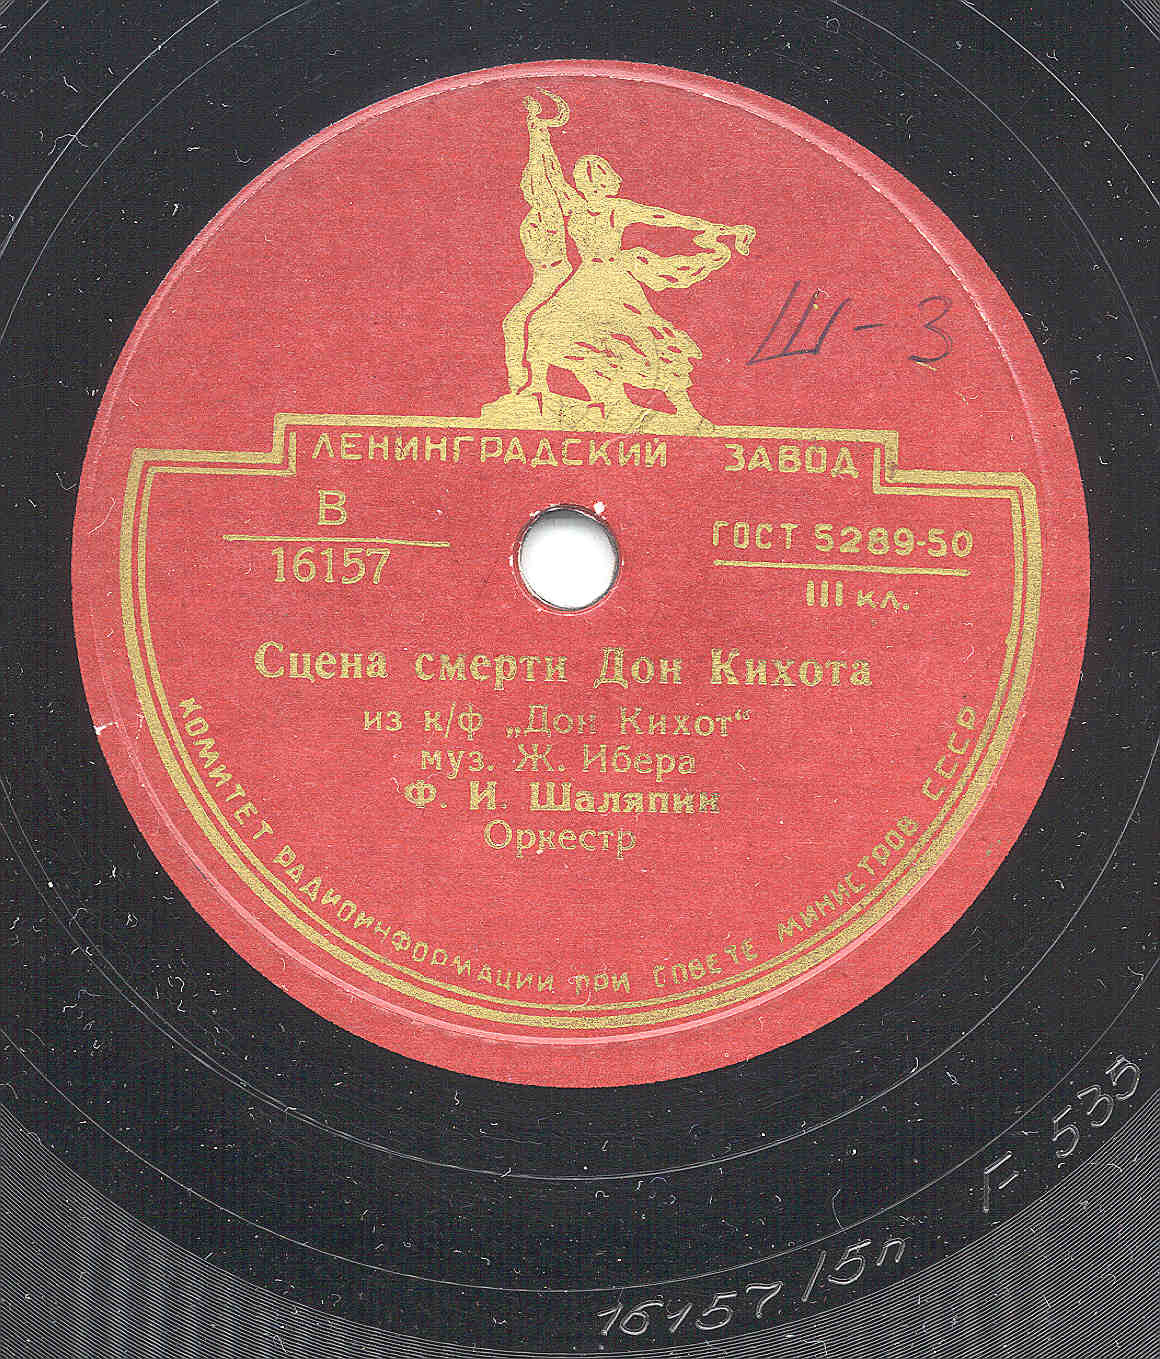 Ш-3
ЛЕНИНГРАДСКИЙ ЗАВОД
В
16157
ГОСТ 5289-50
III кл.
Сцена смерти Дон Кихота
из к/ф „Дон Кихот“
муз. Ж. Ибера
Ф. И. Шаляпин
Оркестр
КОМИТЕТ РАДИОИНФОРМАЦИИ ПРИ СОВЕТЕ МИНИСТРОВ СССР
16157 /5п
F 535